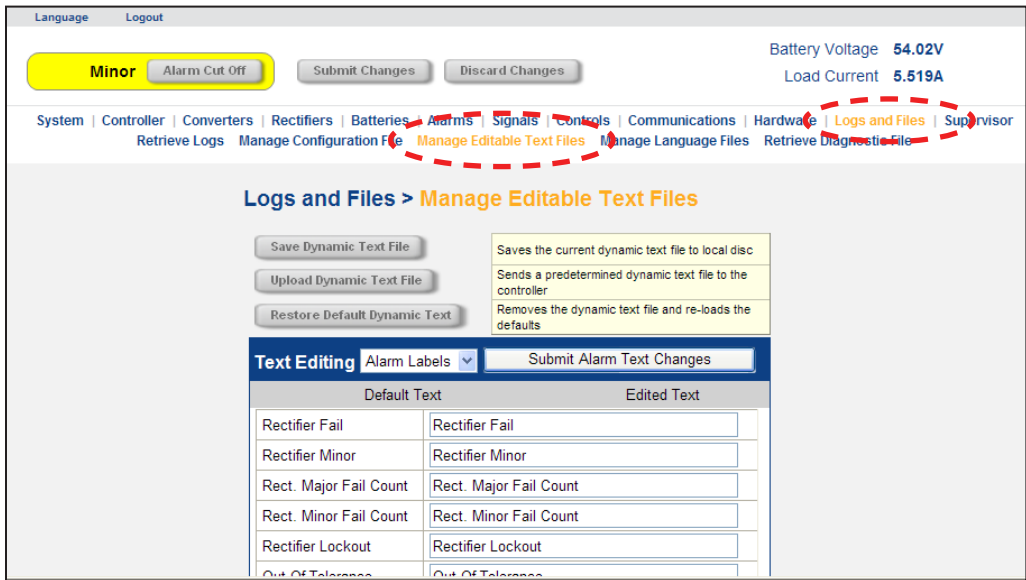 Language Logout
Minor Alarm Cut Off Submit Changes Discard Changes
Battery Voltage 54.02V
Load Current 5.519A
System | Controller | Converters | Rectifiers | Batteries | Alarms | Signals | Controls | Communications | Hardware | Logs and Files | Supervisor
Retrieve Logs Manage Configuration File Manage Editable Text Files Manage Language Files Retrieve Diagnostic File
Logs and Files > Manage Editable Text Files
Save Dynamic Text File
Saves the current dynamic text file to local disc
Upload Dynamic Text File
Sends a predetermined dynamic text file to the
controller
Restore Default Dynamic Text
Removes the dynamic text file and re-loads the
defaults
Text Editing Alarm Labels Submit Alarm Text Changes
Default Text Edited Text
Rectifier Fail Rectifier Fail
Rectifier Minor Rectifier Minor
Rect. Major Fail Count Rect. Major Fail Count
Rect. Minor Fail Count Rect. Minor Fail Count
Rectifier Lockout Rectifier Lockout
Out Of Tolerance Out Of Tolerance